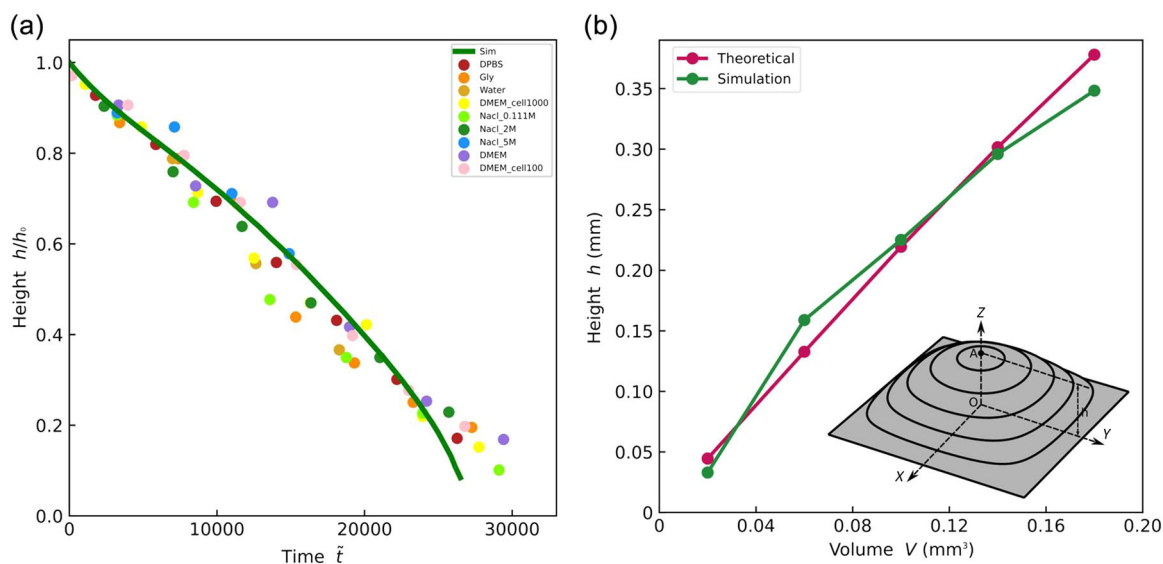 (a)
1.0
0.8
0.6
0.4
0.2
0.0
Height h/h₀
0
10000
20000
30000
Time t̃
Sim
DPBS
Gly
Water
DMEM_cell1000
Nacl_0.111M
Nacl_2M
Nacl_5M
DMEM
DMEM_cell100
(b)
0.35
0.30
0.25
0.20
0.15
0.10
0.05
0
Height h (mm)
0
0.04
0.08
0.12
0.16
0.20
Volume V (mm³)
Theoretical
Simulation
Z
A
O
h
Y
X